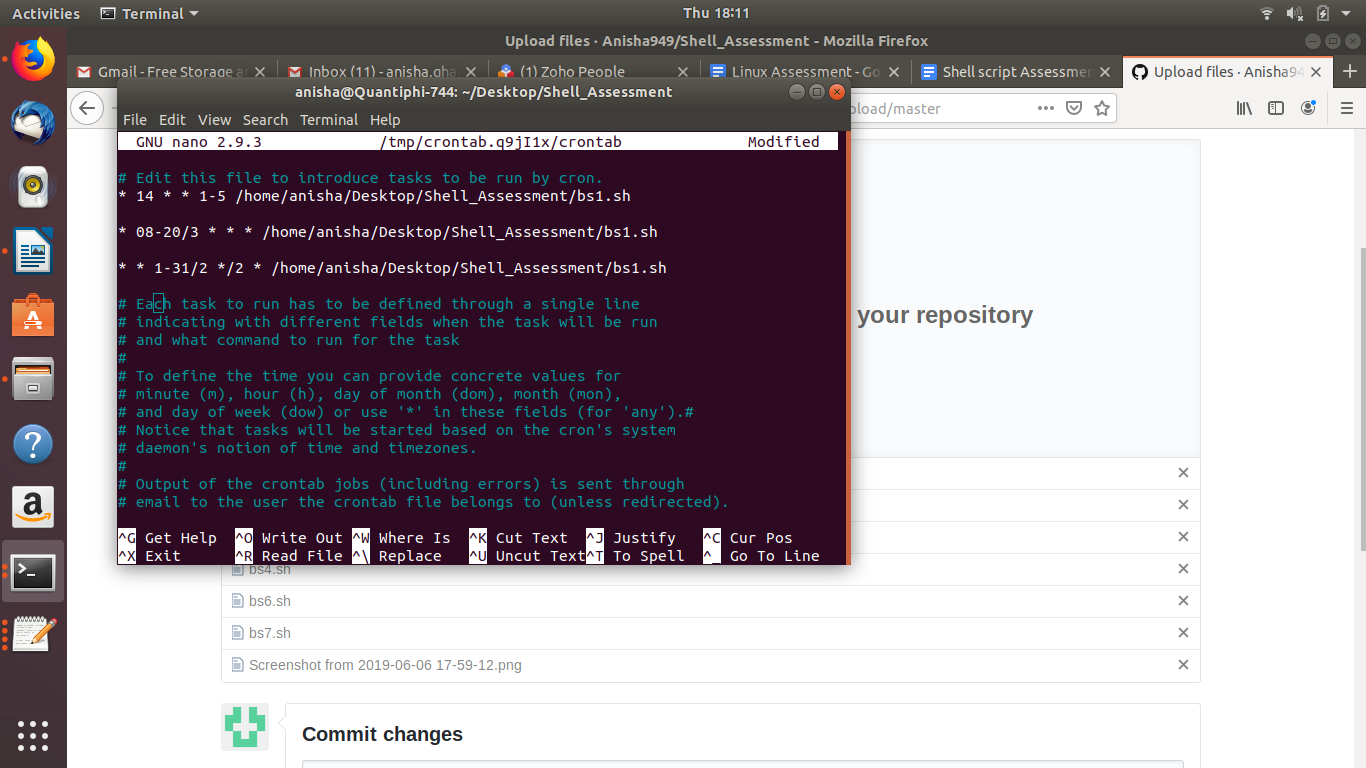 Activities Terminal Thu 18:11
Upload files · Anisha949/Shell_Assessment - Mozilla Firefox
Gmail - Free Storage Inbox (11) - anisha.gha (1) Zoho People Linux Assessment - Go Shell script Assessmen Upload files · Anisha94
anisha@Quantiphi-744: ~/Desktop/Shell_Assessment
pload/master
File Edit View Search Terminal Help
GNU nano 2.9.3 /tmp/crontab.q9jI1x/crontab Modified
# Edit this file to introduce tasks to be run by cron.
* 14 * * 1-5 /home/anisha/Desktop/Shell_Assessment/bs1.sh
* 08-20/3 * * * /home/anisha/Desktop/Shell_Assessment/bs1.sh
* * 1-31/2 */2 * /home/anisha/Desktop/Shell_Assessment/bs1.sh
# Each task to run has to be defined through a single line
# indicating with different fields when the task will be run
# and what command to run for the task
#
# To define the time you can provide concrete values for
# minute (m), hour (h), day of month (dom), month (mon),
# and day of week (dow) or use '*' in these fields (for 'any').#
# Notice that tasks will be started based on the cron's system
# daemon's notion of time and timezones.
#
# Output of the crontab jobs (including errors) is sent through
# email to the user the crontab file belongs to (unless redirected).
^G Get Help ^O Write Out ^W Where Is ^K Cut Text ^J Justify ^C Cur Pos
^X Exit ^R Read File ^\ Replace ^U Uncut Text ^T To Spell ^_ Go To Line
your repository
bs4.sh
bs6.sh
bs7.sh
Screenshot from 2019-06-06 17-59-12.png
Commit changes